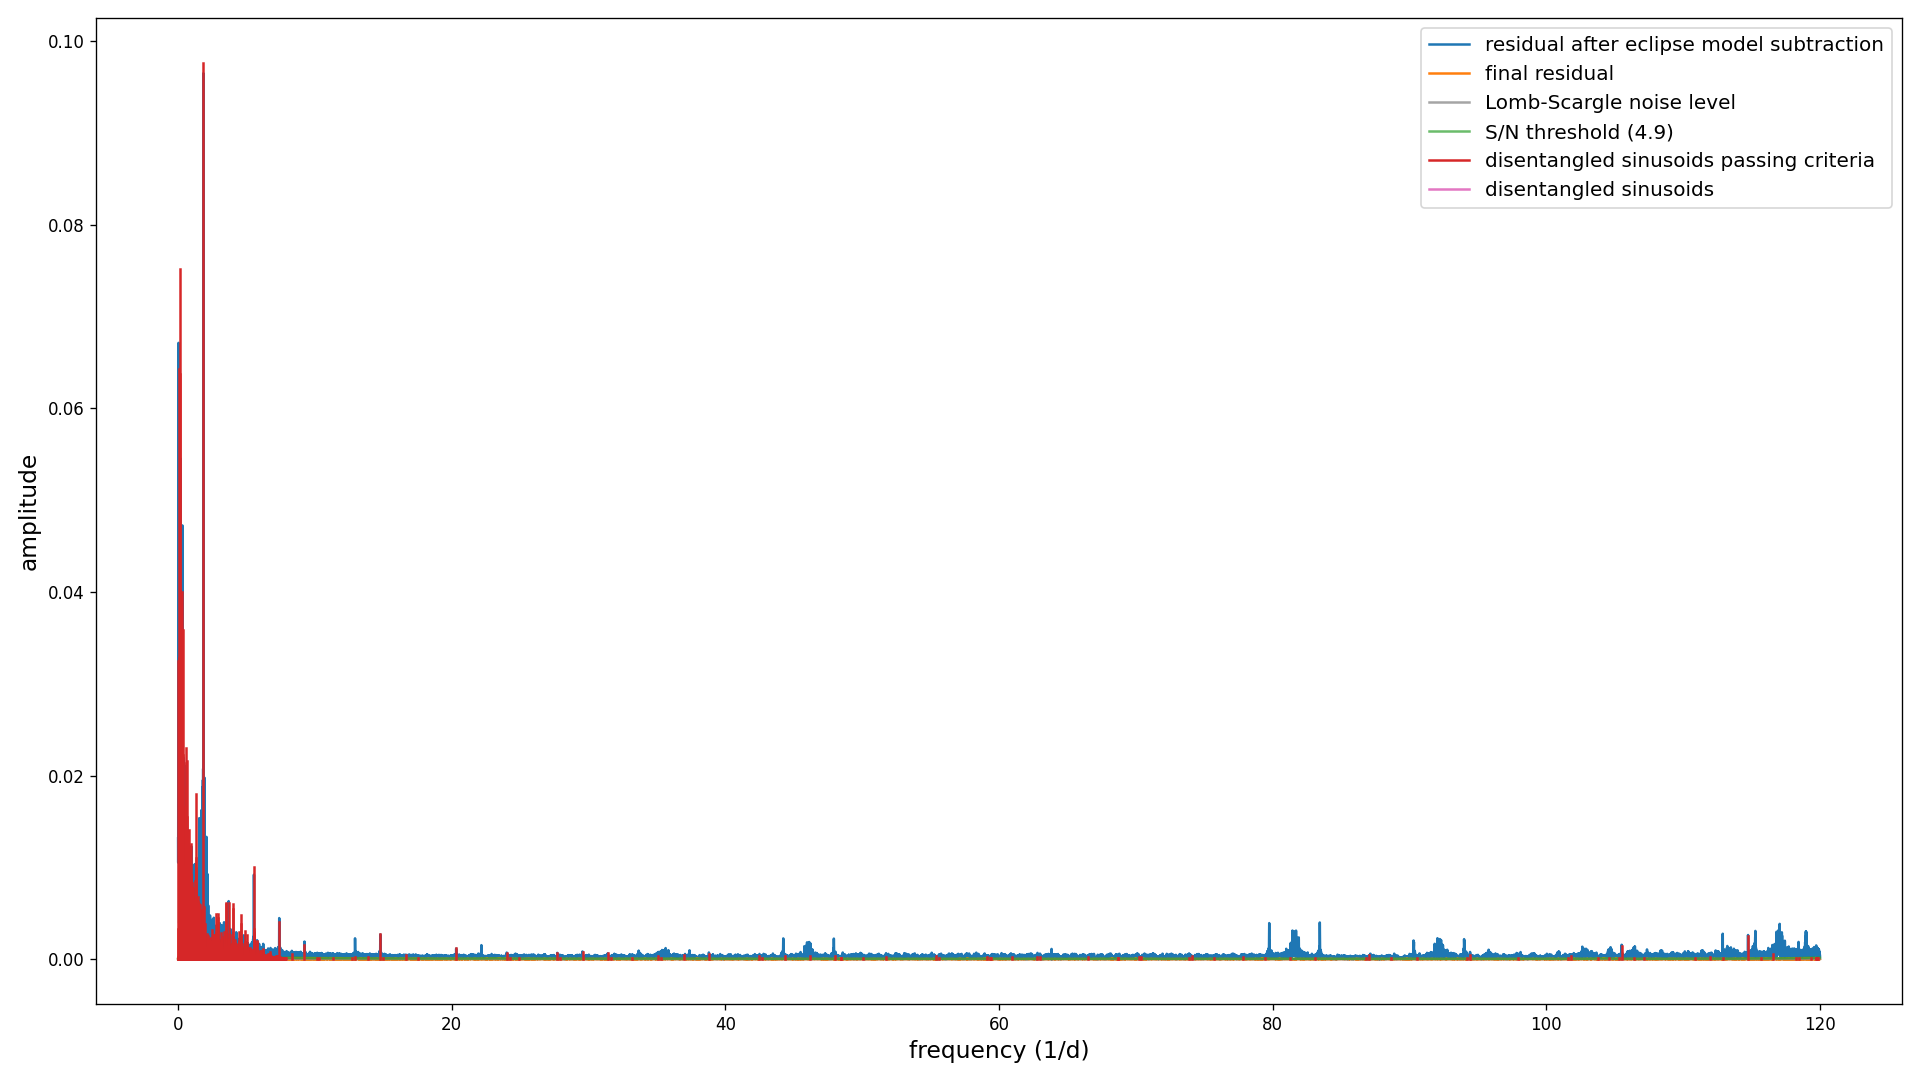 residual after eclipse model subtraction
final residual
Lomb-Scargle noise level
S/N threshold (4.9)
disentangled sinusoids passing criteria
disentangled sinusoids
0.10
0.08
0.06
0.04
0.02
0.00
amplitude
0 20 40 60 80 100 120
frequency (1/d)